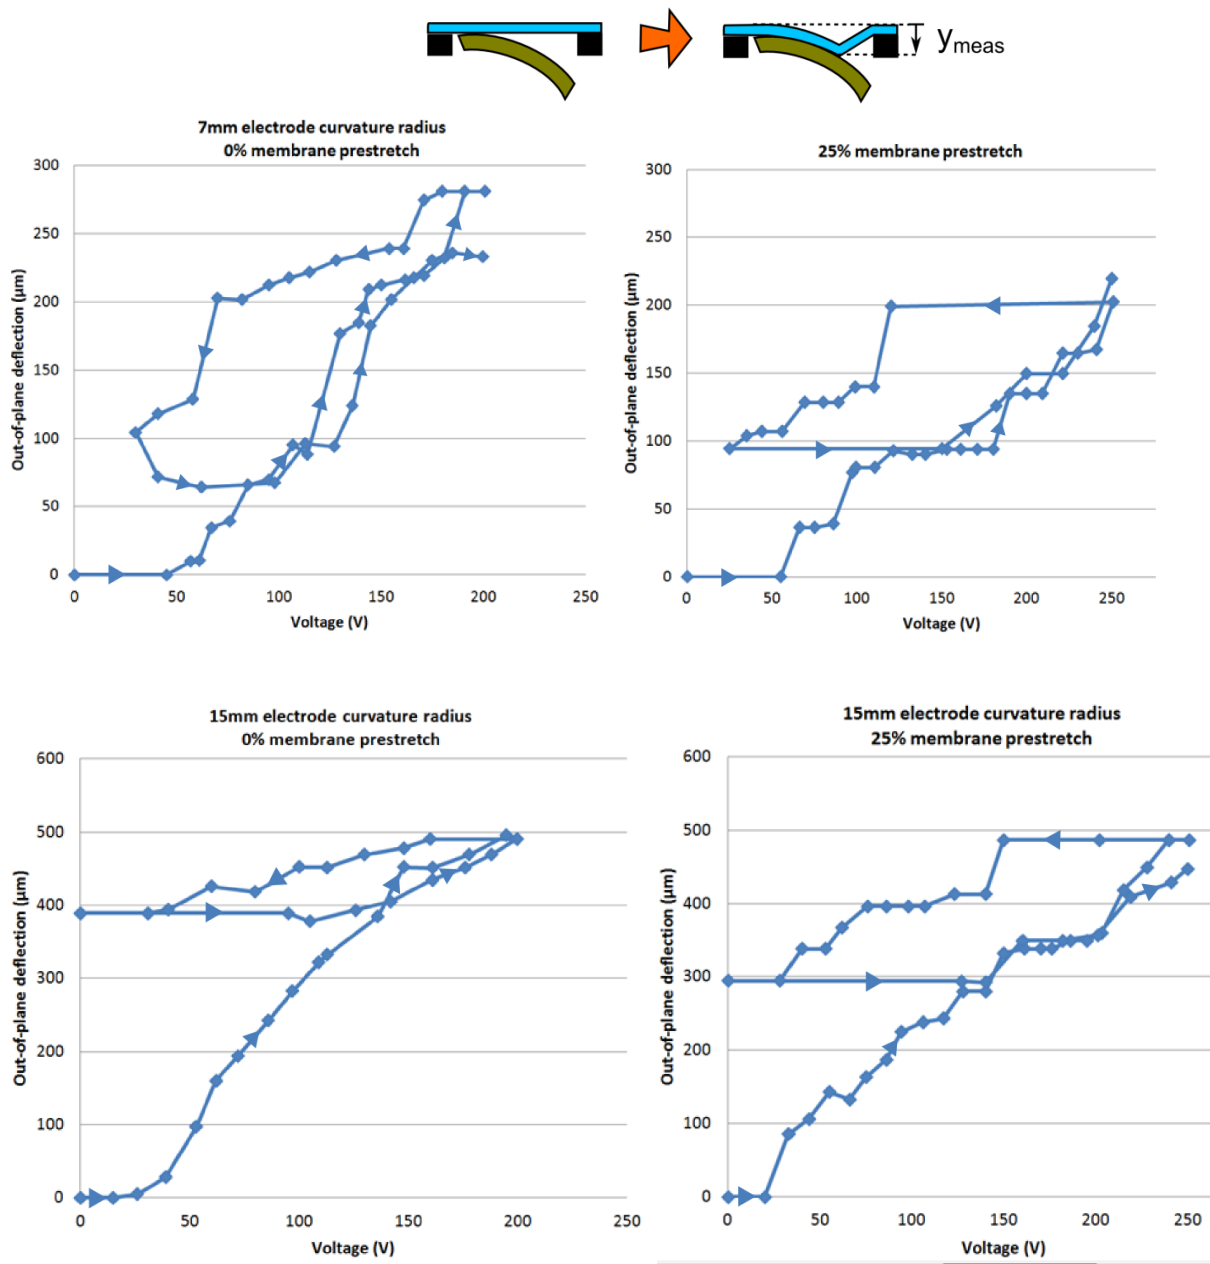 y_meas
7mm electrode curvature radius
0% membrane prestretch
300
250
200
150
100
50
0
Out-of-plane deflection (μm)
0 50 100 150 200 250
Voltage (V)
25% membrane prestretch
300
250
200
150
100
50
0
Out-of-plane deflection (μm)
0 50 100 150 200 250
Voltage (V)
15mm electrode curvature radius
0% membrane prestretch
600
500
400
300
200
100
0
Out-of-plane deflection (μm)
0 50 100 150 200 250
Voltage (V)
15mm electrode curvature radius
25% membrane prestretch
600
500
400
300
200
100
0
Out-of-plane deflection (μm)
0 50 100 150 200 250
Voltage (V)